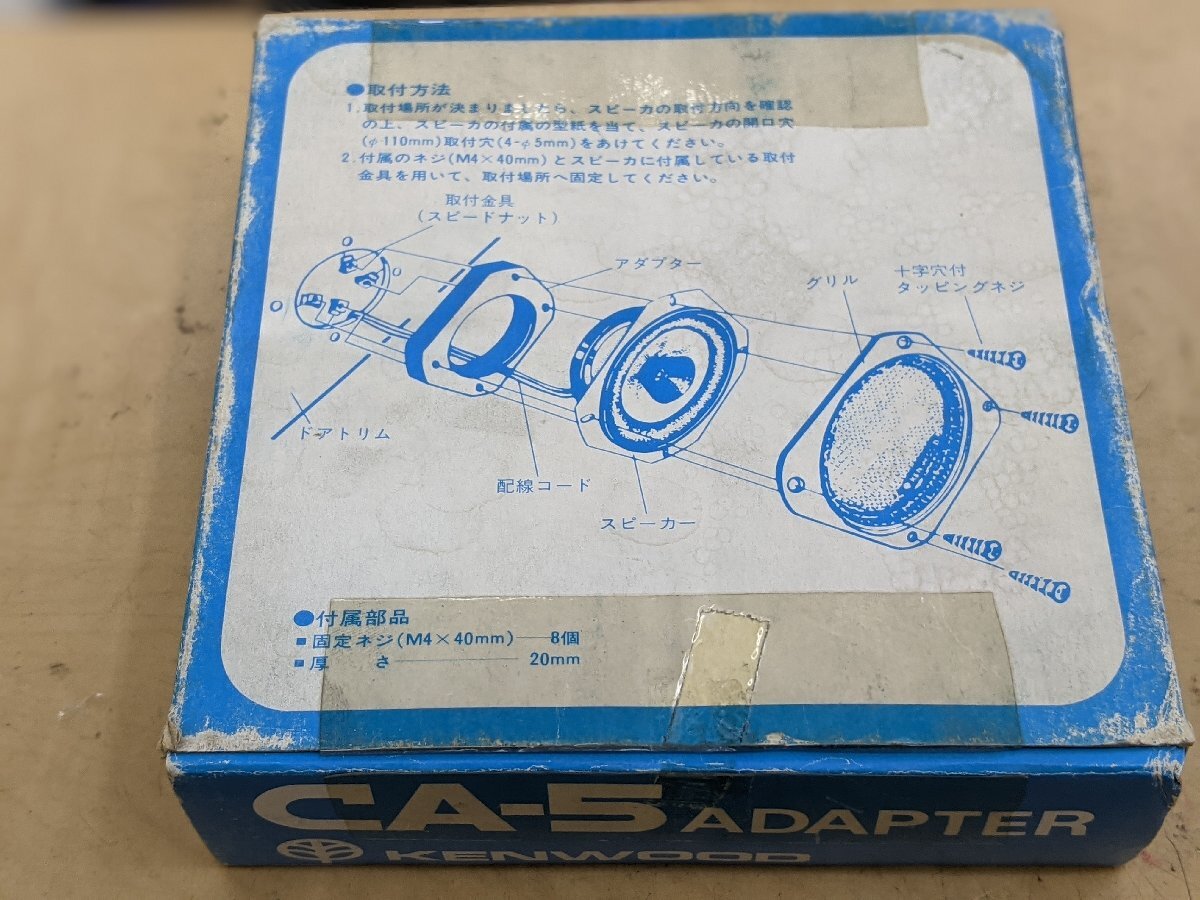 ●取付方法
1.取付場所が決まりましたら、スピーカの取付方向を確認
の上、スピーカの付属の型紙を当て、スピーカの開口穴
(φ110mm)取付穴(4-φ5mm)をあけてください。
2.付属のネジ(M4×40mm)とスピーカに付属している取付
金具を用いて、取付場所へ固定してください。
取付金具
(スピードナット)
アダプター
グリル
十字穴付
タッピングネジ
ドアトリム
配線コード
スピーカー
●付属部品
■固定ネジ(M4×40mm)──8個
■厚　さ──20mm
CA-5 ADAPTER
KENWOOD